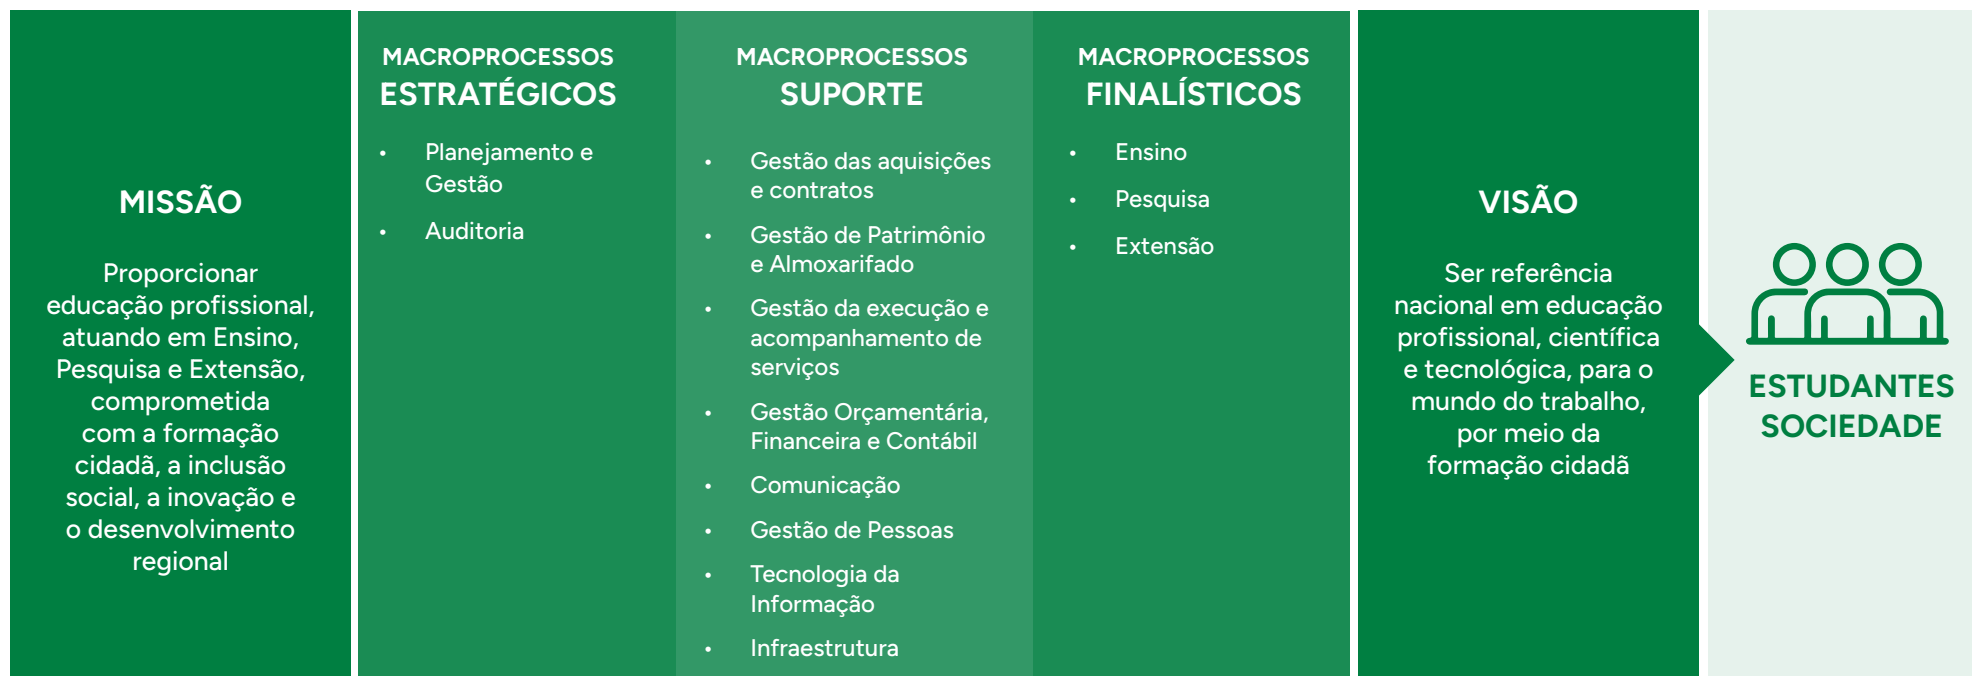 MISSÃO
Proporcionar
educação profissional,
atuando em Ensino,
Pesquisa e Extensão,
comprometida
com a formação
cidadã, a inclusão
social, a inovação e
o desenvolvimento
regional
MACROPROCESSOS
ESTRATÉGICOS
• Planejamento e
Gestão
• Auditoria
MACROPROCESSOS
SUPORTE
• Gestão das aquisições
e contratos
• Gestão de Patrimônio
e Almoxarifado
• Gestão da execução e
acompanhamento de
serviços
• Gestão Orçamentária,
Financeira e Contábil
• Comunicação
• Gestão de Pessoas
• Tecnologia da
Informação
• Infraestrutura
MACROPROCESSOS
FINALÍSTICOS
• Ensino
• Pesquisa
• Extensão
VISÃO
Ser referência
nacional em educação
profissional, científica
e tecnológica, para o
mundo do trabalho,
por meio da
formação cidadã
ESTUDANTES
SOCIEDADE